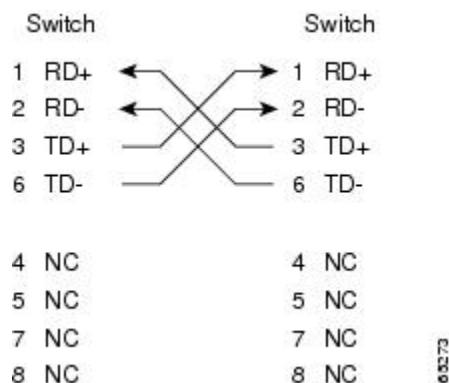 Switch Switch
1 RD+ 1 RD+
2 RD- 2 RD-
3 TD+ 3 TD+
6 TD- 6 TD-
4 NC 4 NC
5 NC 5 NC
7 NC 7 NC
8 NC 8 NC
65273